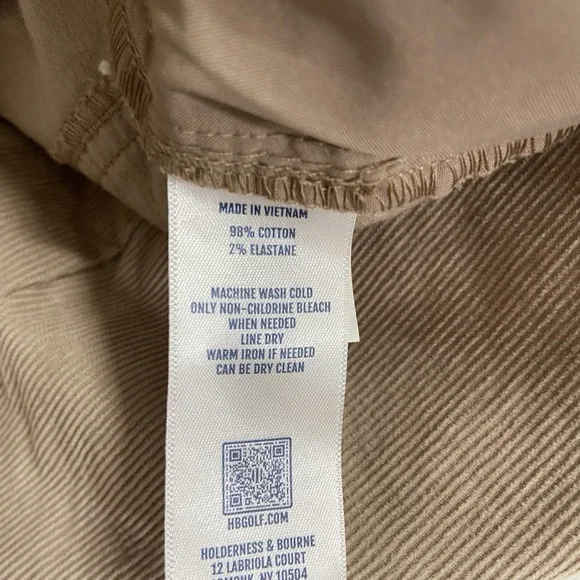 MADE IN VIETNAM
98% COTTON
2% ELASTANE
MACHINE WASH COLD
ONLY NON-CHLORINE BLEACH
WHEN NEEDED
LINE DRY
WARM IRON IF NEEDED
CAN BE DRY CLEAN
HBGOLF.COM
HOLDERNESS & BOURNE
12 LABRIOLA COURT
NY 10504